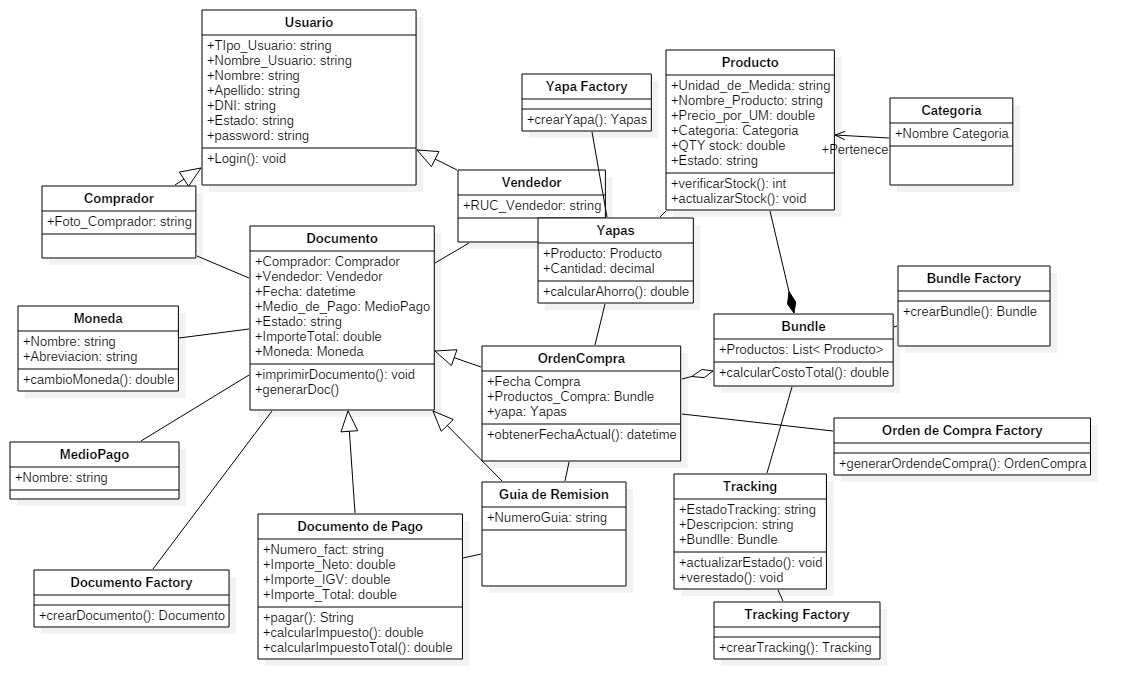 Usuario
+TIpo_Usuario: string
+Nombre_Usuario: string
+Nombre: string
+Apellido: string
+DNI: string
+Estado: string
+password: string
+Login(): void
Yapa Factory
+crearYapa(): Yapas
Producto
+Unidad_de_Medida: string
+Nombre_Producto: string
+Precio_por_UM: double
+Categoria: Categoria
+QTY stock: double
+Estado: string
+verificarStock(): int
+actualizarStock(): void
Categoria
+Nombre Categoria
+Pertenece
Comprador
+Foto_Comprador: string
Vendedor
+RUC_Vendedor: string
Documento
+Comprador: Comprador
+Vendedor: Vendedor
+Fecha: datetime
+Medio_de_Pago: MedioPago
+Estado: string
+ImporteTotal: double
+Moneda: Moneda
+imprimirDocumento(): void
+generarDoc()
Yapas
+Producto: Producto
+Cantidad: decimal
+calcularAhorro(): double
Bundle Factory
+crearBundle(): Bundle
Moneda
+Nombre: string
+Abreviacion: string
+cambioMoneda(): double
Bundle
+Productos: List< Producto>
+calcularCostoTotal(): double
OrdenCompra
+Fecha Compra
+Productos_Compra: Bundle
+yapa: Yapas
+obtenerFechaActual(): datetime
Orden de Compra Factory
+generarOrdendeCompra(): OrdenCompra
MedioPago
+Nombre: string
Guia de Remision
+NumeroGuia: string
Tracking
+EstadoTracking: string
+Descripcion: string
+Bundlle: Bundle
+actualizarEstado(): void
+verestado(): void
Documento de Pago
+Numero_fact: string
+Importe_Neto: double
+Importe_IGV: double
+Importe_Total: double
+pagar(): String
+calcularImpuesto(): double
+calcularImpuestoTotal(): double
Documento Factory
+crearDocumento(): Documento
Tracking Factory
+crearTracking(): Tracking